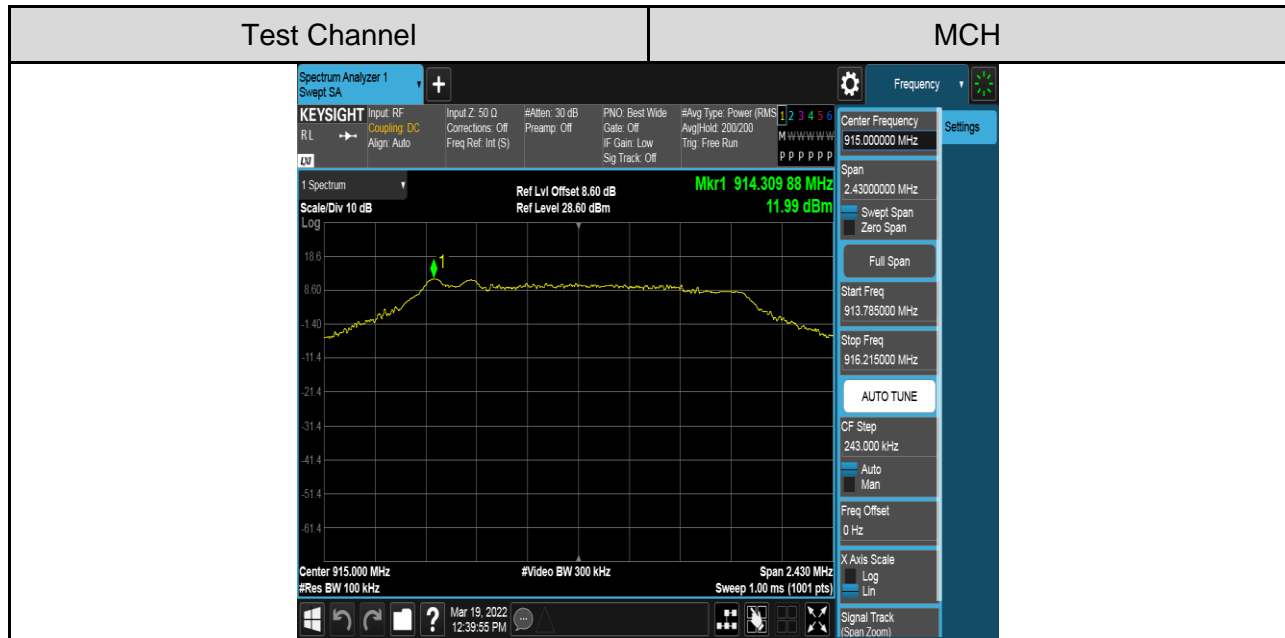 Test Channel MCH
Spectrum Analyzer 1
Swept SA
+
Frequency
KEYSIGHT Input: RF Input Z: 50 Ω #Atten: 30 dB PNO: Best Wide #Avg Type: Power (RMS 1 2 3 4 5 6
RL Coupling: DC Corrections: Off Preamp: Off Gate: Off Avg|Hold: 200/200 M W W W W W
Align: Auto Freq Ref: Int (S) IF Gain: Low Trig: Free Run
LXI Sig Track: Off P P P P P P
1 Spectrum
Scale/Div 10 dB
Ref Lvl Offset 8.60 dB
Ref Level 28.60 dBm
Mkr1 914.309 88 MHz
11.99 dBm
Log
18.6
1
8.60
-1.40
-11.4
-21.4
-31.4
-41.4
-51.4
-61.4
Center 915.000 MHz #Video BW 300 kHz Span 2.430 MHz
#Res BW 100 kHz Sweep 1.00 ms (1001 pts)
?
Mar 19, 2022
12:39:55 PM
Center Frequency
915.000000 MHz
Settings
Span
2.43000000 MHz
Swept Span
Zero Span
Full Span
Start Freq
913.785000 MHz
Stop Freq
916.215000 MHz
AUTO TUNE
CF Step
243.000 kHz
Auto
Man
Freq Offset
0 Hz
X Axis Scale
Log
Lin
Signal Track
(Span Zoom)